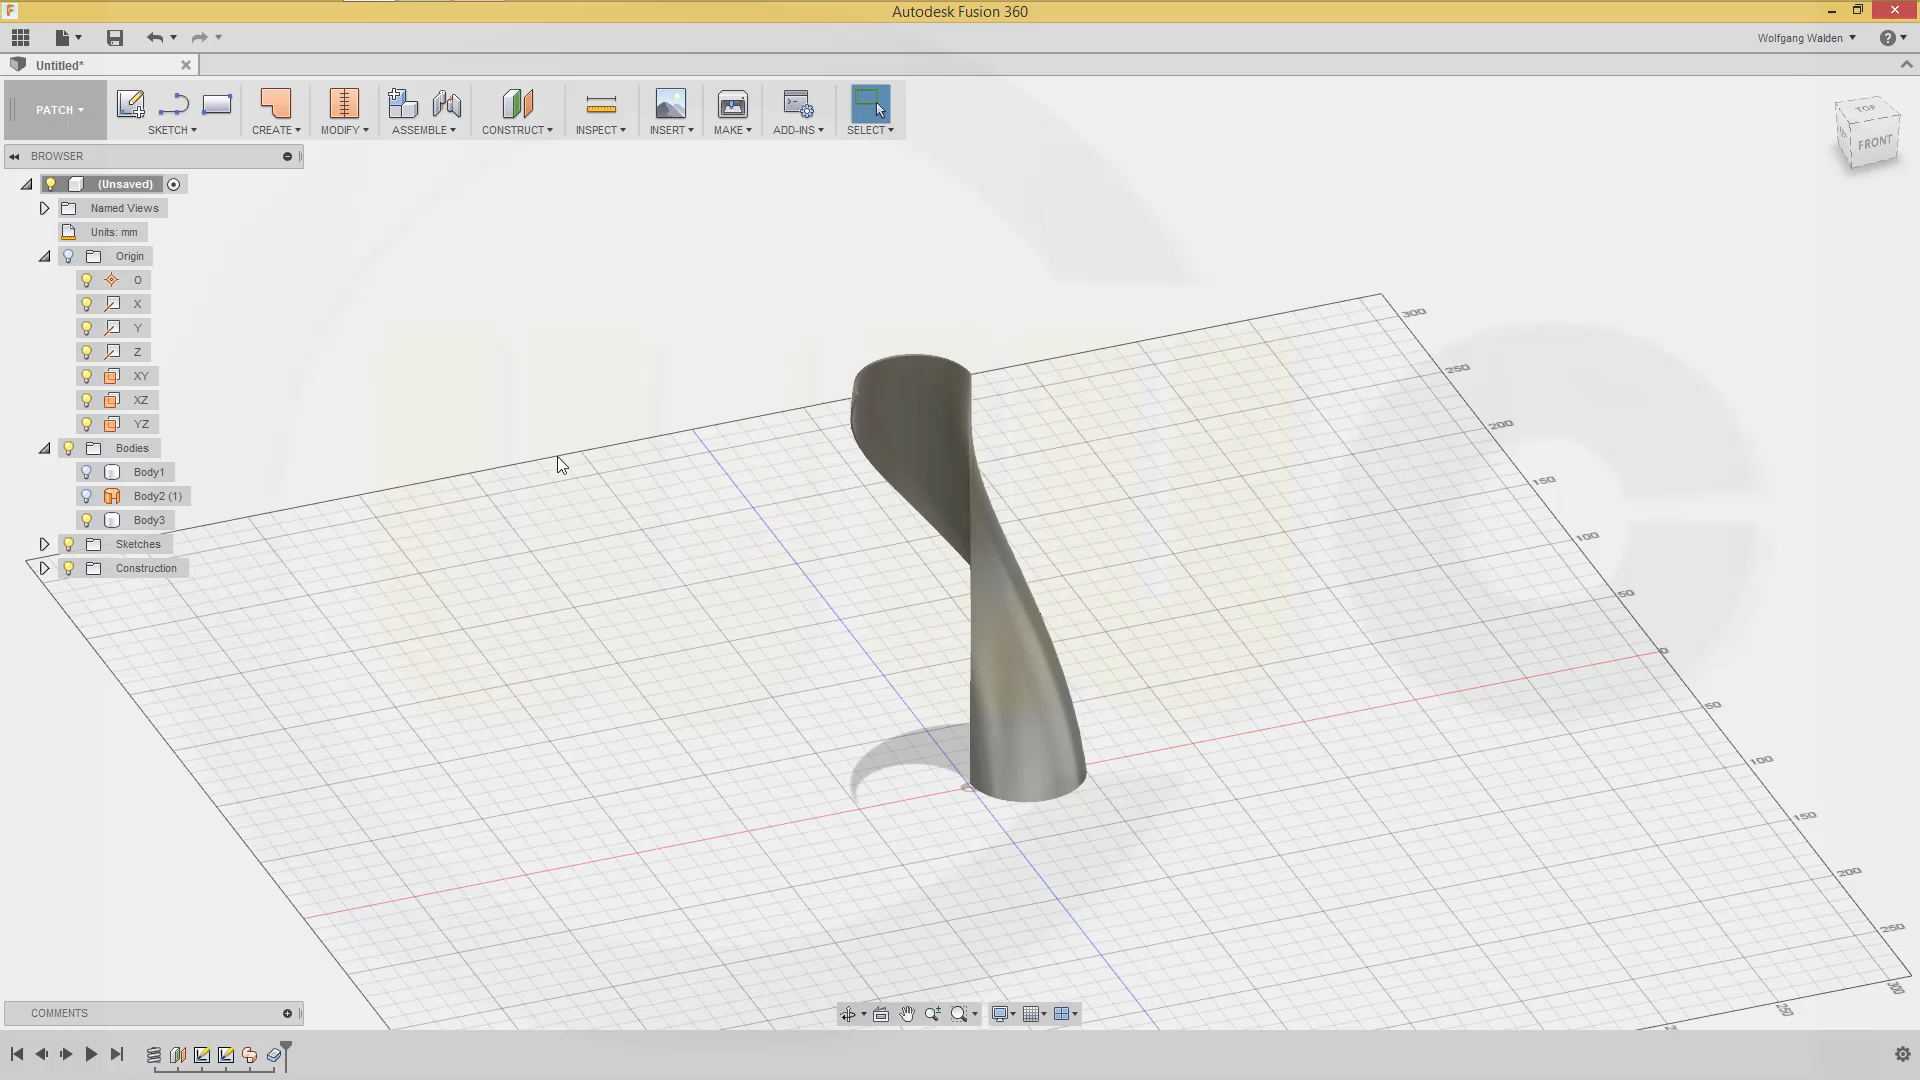 Autodesk Fusion 360
Wolfgang Walden
Untitled*
PATCH
SKETCH
CREATE
MODIFY
ASSEMBLE
CONSTRUCT
INSPECT
INSERT
MAKE
ADD-INS
SELECT
TOP
FRONT
BROWSER
(Unsaved)
Named Views
Units: mm
Origin
O
X
Y
Z
XY
XZ
YZ
Bodies
Body1
Body2 (1)
Body3
Sketches
Construction
300
250
200
150
100
50
0
50
100
150
200
250
300
250
COMMENTS